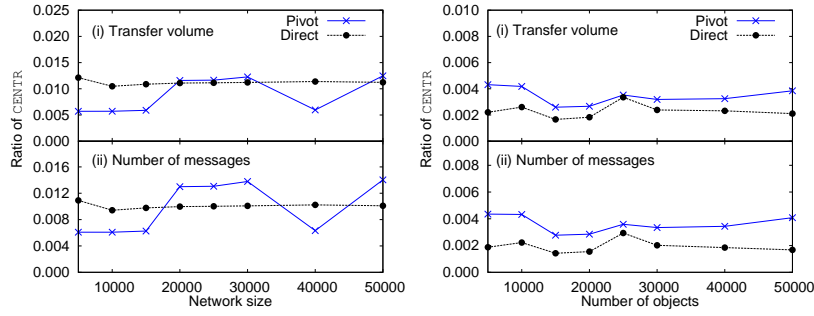 0.025
0.020
0.015
0.010
0.005
0.000
(i) Transfer volume
Pivot
Direct
0.016
0.012
0.008
0.004
0.000
(ii) Number of messages
Ratio of CENTR
10000 20000 30000 40000 50000
Network size
0.010
0.008
0.006
0.004
0.002
0.000
(i) Transfer volume
Pivot
Direct
0.008
0.006
0.004
0.002
0.000
(ii) Number of messages
Ratio of CENTR
10000 20000 30000 40000 50000
Number of objects